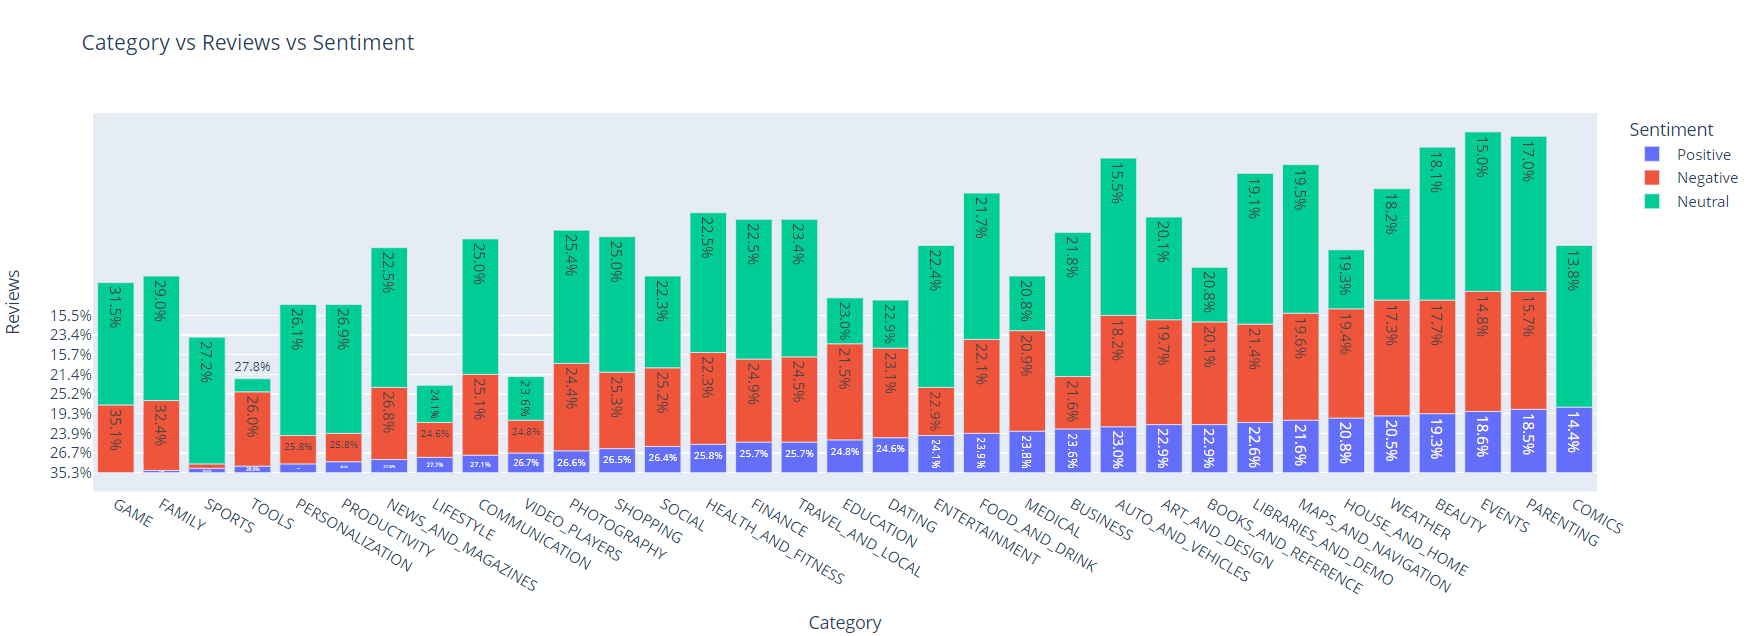 Category vs Reviews vs Sentiment
Sentiment
Positive
Negative
Neutral
Reviews
15.5%
23.4%
15.7%
21.4%
25.2%
19.3%
23.9%
26.7%
35.3%
31.5%
35.1%
29.0%
32.4%
27.2%
27.8%
26.0%
28.9%
26.1%
25.8%
26.9%
25.8%
22.5%
26.8%
24.1%
24.6%
27.7%
25.0%
25.1%
27.1%
23.6%
24.8%
26.7%
25.4%
24.4%
26.6%
25.0%
25.3%
26.5%
22.3%
25.2%
26.4%
22.5%
22.3%
25.8%
22.5%
24.9%
25.7%
23.4%
24.5%
25.7%
23.0%
21.5%
24.8%
22.9%
23.1%
24.6%
22.4%
22.9%
24.1%
21.7%
22.1%
23.9%
20.8%
20.9%
23.8%
21.8%
21.6%
23.6%
15.5%
18.2%
23.0%
20.1%
19.7%
22.9%
20.8%
20.1%
22.9%
19.1%
21.4%
22.6%
19.5%
19.6%
21.6%
19.3%
19.4%
20.8%
18.2%
17.3%
20.5%
18.1%
17.7%
19.3%
15.0%
14.8%
18.6%
17.0%
15.7%
18.5%
13.8%
14.4%
GAME
FAMILY
SPORTS
TOOLS
PERSONALIZATION
PRODUCTIVITY
NEWS_AND_MAGAZINES
LIFESTYLE
COMMUNICATION
VIDEO_PLAYERS
PHOTOGRAPHY
SHOPPING
SOCIAL
HEALTH_AND_FITNESS
FINANCE
TRAVEL_AND_LOCAL
EDUCATION
DATING
ENTERTAINMENT
FOOD_AND_DRINK
MEDICAL
BUSINESS
AUTO_AND_VEHICLES
ART_AND_DESIGN
BOOKS_AND_REFERENCE
LIBRARIES_AND_DEMO
MAPS_AND_NAVIGATION
HOUSE_AND_HOME
WEATHER
BEAUTY
EVENTS
PARENTING
COMICS
Category